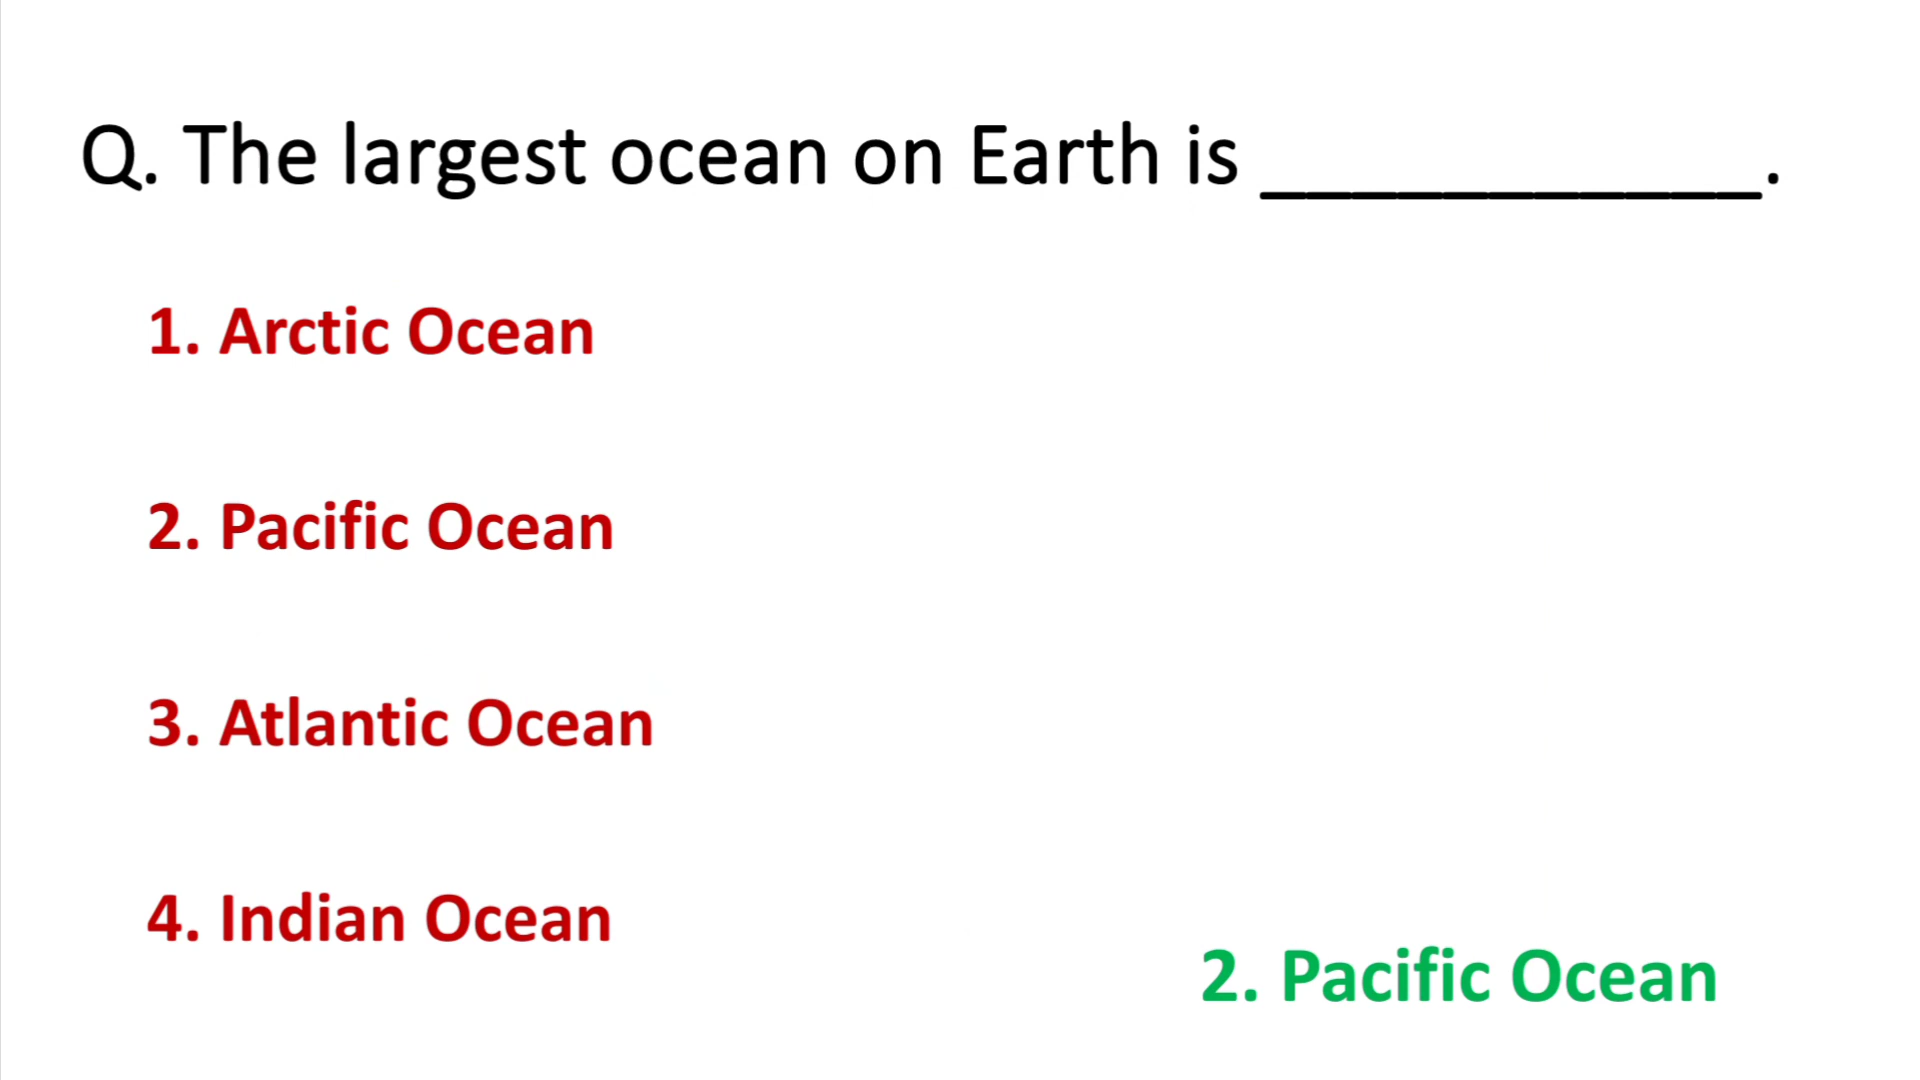 Q. The largest ocean on Earth is ___________.
1. Arctic Ocean
2. Pacific Ocean
3. Atlantic Ocean
4. Indian Ocean
2. Pacific Ocean